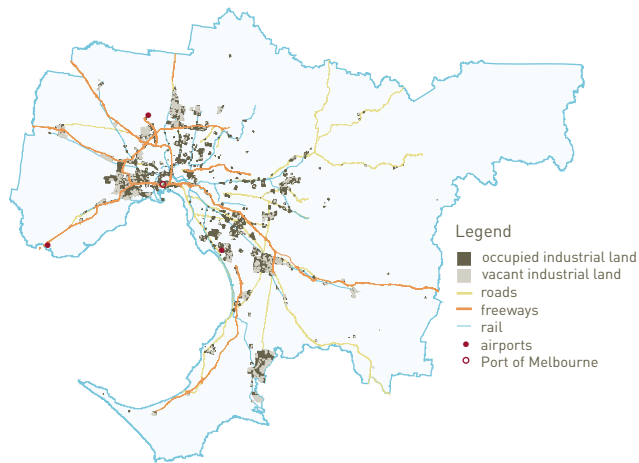 Legend
occupied industrial land
vacant industrial land
roads
freeways
rail
airports
Port of Melbourne